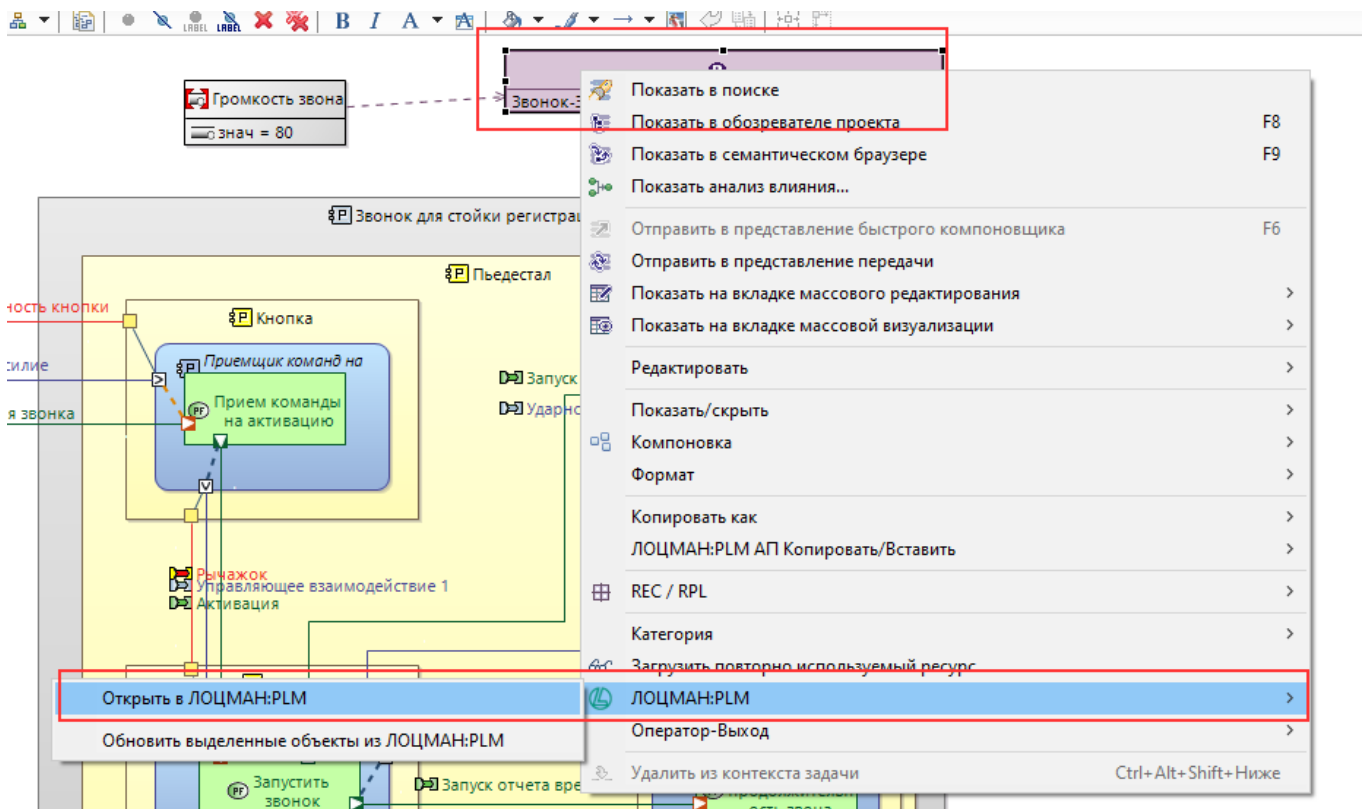 LABEL LABEL B I A
Громкость звона
знач = 80
Звонок-З
Показать в поиске
Показать в обозревателе проекта F8
Показать в семантическом браузере F9
Показать анализ влияния...
Отправить в представление быстрого компоновщика F6
Отправить в представление передачи
Показать на вкладке массового редактирования
Показать на вкладке массовой визуализации
Редактировать
Показать/скрыть
Компоновка
Формат
Копировать как
ЛОЦМАН:PLM АП Копировать/Вставить
REC / RPL
Категория
Загрузить повторно используемый ресурс
ЛОЦМАН:PLM
Оператор-Выход
Удалить из контекста задачи Ctrl+Alt+Shift+Ниже
Открыть в ЛОЦМАН:PLM
Обновить выделенные объекты из ЛОЦМАН:PLM
P Звонок для стойки регистрац
P Пьедестал
ность кнопки
P Кнопка
силие
P Приемщик команд на
я звонка
PF Прием команды
на активацию
Запуск
Ударно
Рычажок
Управляющее взаимодействие 1
Активация
PF Запустить
звонок
Запуск отчета вре
продолжительн
ость звона